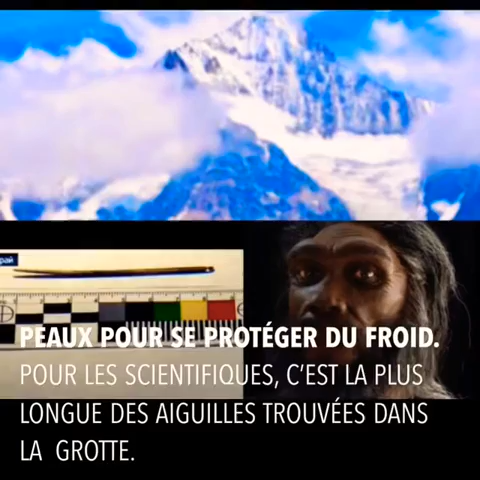 рай
PEAUX POUR SE PROTÉGER DU FROID.
POUR LES SCIENTIFIQUES, C’EST LA PLUS
LONGUE DES AIGUILLES TROUVÉES DANS
LA GROTTE.